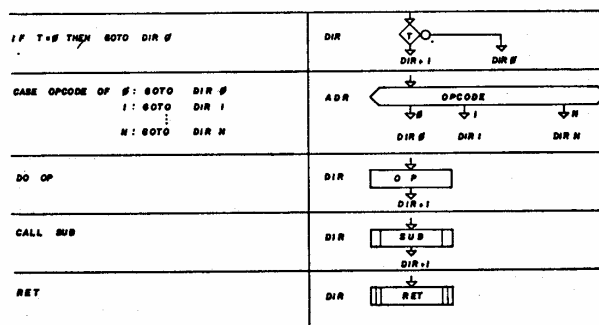 IF T=Ø THEN GOTO DIR Ø
DIR
T
DIR+1
DIR Ø
CASE OPCODE OF Ø: GOTO DIR Ø
1: GOTO DIR 1
N: GOTO DIR N
ADR
OPCODE
Ø 1 N
DIR Ø DIR 1 DIR N
DO OP
DIR
OP
DIR+1
CALL SUB
DIR
SUB
DIR+1
RET
DIR
RET